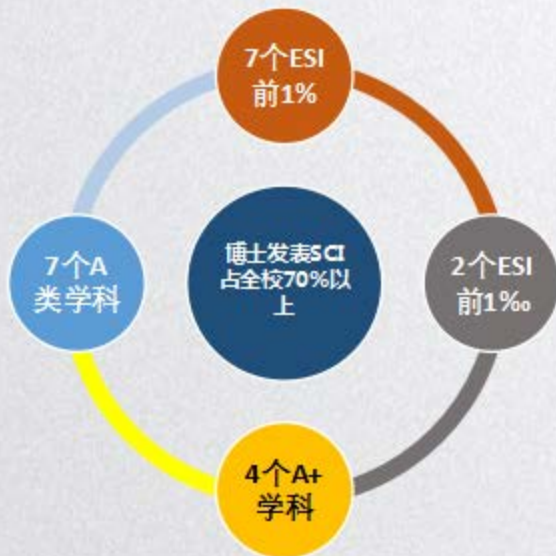 7个ESI
前1%
7个A
类学科
博士发表SCI
占全校70%以
上
2个ESI
前1‰
4个A+
学科